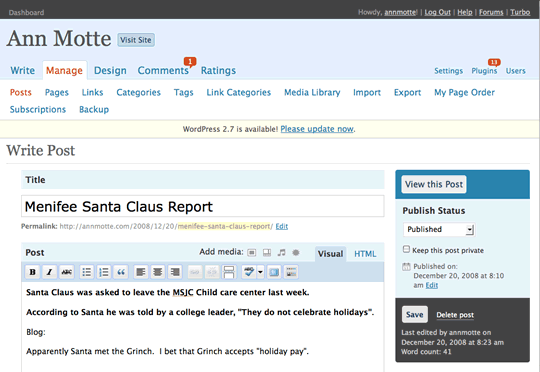 Dashboard Howdy, annmotte! | Log Out | Help | Forums | Turbo
Ann Motte Visit Site
1 13
Write Manage Design Comments Ratings Settings Plugins Users
Posts Pages Links Categories Tags Link Categories Media Library Import Export My Page Order
Subscriptions Backup
WordPress 2.7 is available! Please update now.
Write Post
Title
View this Post
Menifee Santa Claus Report
Publish Status
Permalink: http://annmotte.com/2008/12/20/menifee-santa-claus-report/ Edit
Published
Keep this post private
Post Add media: Visual HTML
Published on:
December 20, 2008 at 8:10
am Edit
B I ABC ABC
Santa Claus was asked to leave the MSJC Child care center last week.
According to Santa he was told by a college leader, "They do not celebrate holidays".
Save Delete post
Blog:
Last edited by annmotte on
December 20, 2008 at 8:23 am
Word count: 41
Apparently Santa met the Grinch. I bet that Grinch accepts "holiday pay".